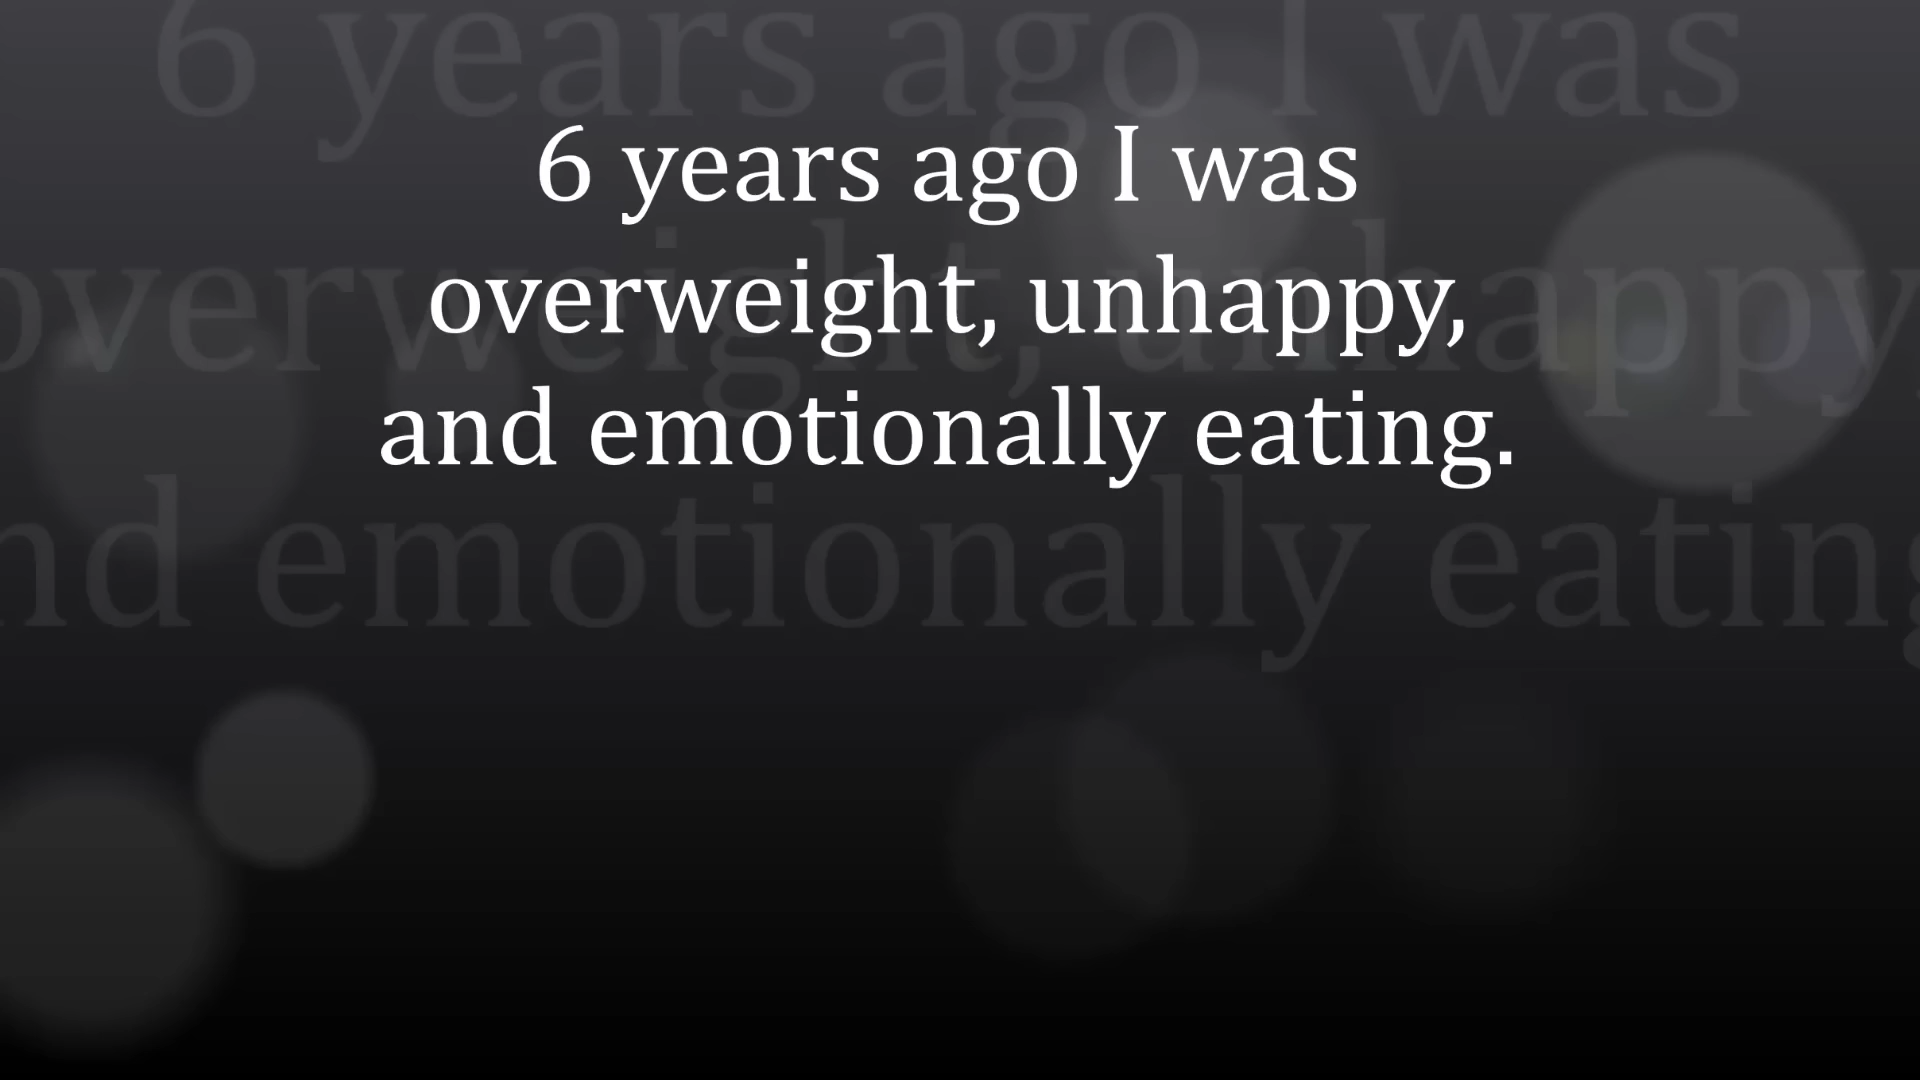 6 years ago I was
overweight, unhappy,
and emotionally eating.